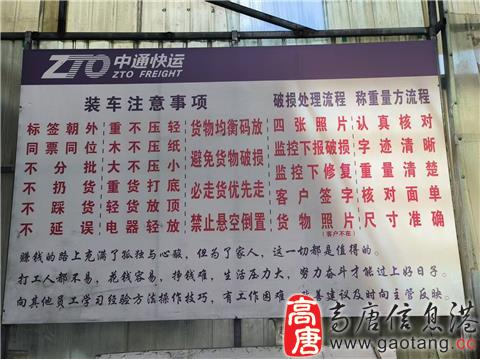 ZTO 中通快运
ZTO FREIGHT
装车注意事项
标签朝外 重不压轻 货物均衡码放
同票同位 木不压纸
不分批 大不压小 避免货物破损
不扔货 重货打底 必走货优先走
不踩货 轻货放顶
不延误 电器轻放 禁止悬空倒置
破损处理流程 称重量方流程
四张照片 认真核对
监控下报破损 字迹清晰
监控下修复 重量清楚
客户签字 核对面单
货物照片 尺寸准确
(客户不在)
赚钱的路上充满了孤独与心酸，但为了家人，这一切都是值得的。
打工人都不易，花钱容易，挣钱难，生活压力大，努力奋斗才能过上好日子。
向其他员工学习经验方法操作技巧，有工作困难、改善建议及时向主管反映。
高唐
高唐信息港
www.gaotang.cc